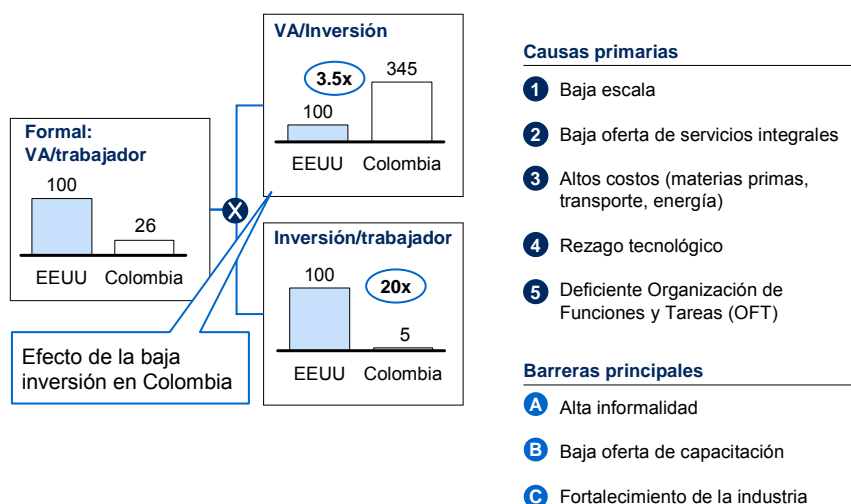 VA/Inversión
3.5x
345
100
EEUU Colombia
Formal:
VA/trabajador
100
26
EEUU Colombia
X
Inversión/trabajador
100
20x
5
EEUU Colombia
Efecto de la baja
inversión en Colombia
Causas primarias
1 Baja escala
2 Baja oferta de servicios integrales
3 Altos costos (materias primas,
transporte, energía)
4 Rezago tecnológico
5 Deficiente Organización de
Funciones y Tareas (OFT)
Barreras principales
A Alta informalidad
B Baja oferta de capacitación
C Fortalecimiento de la industria